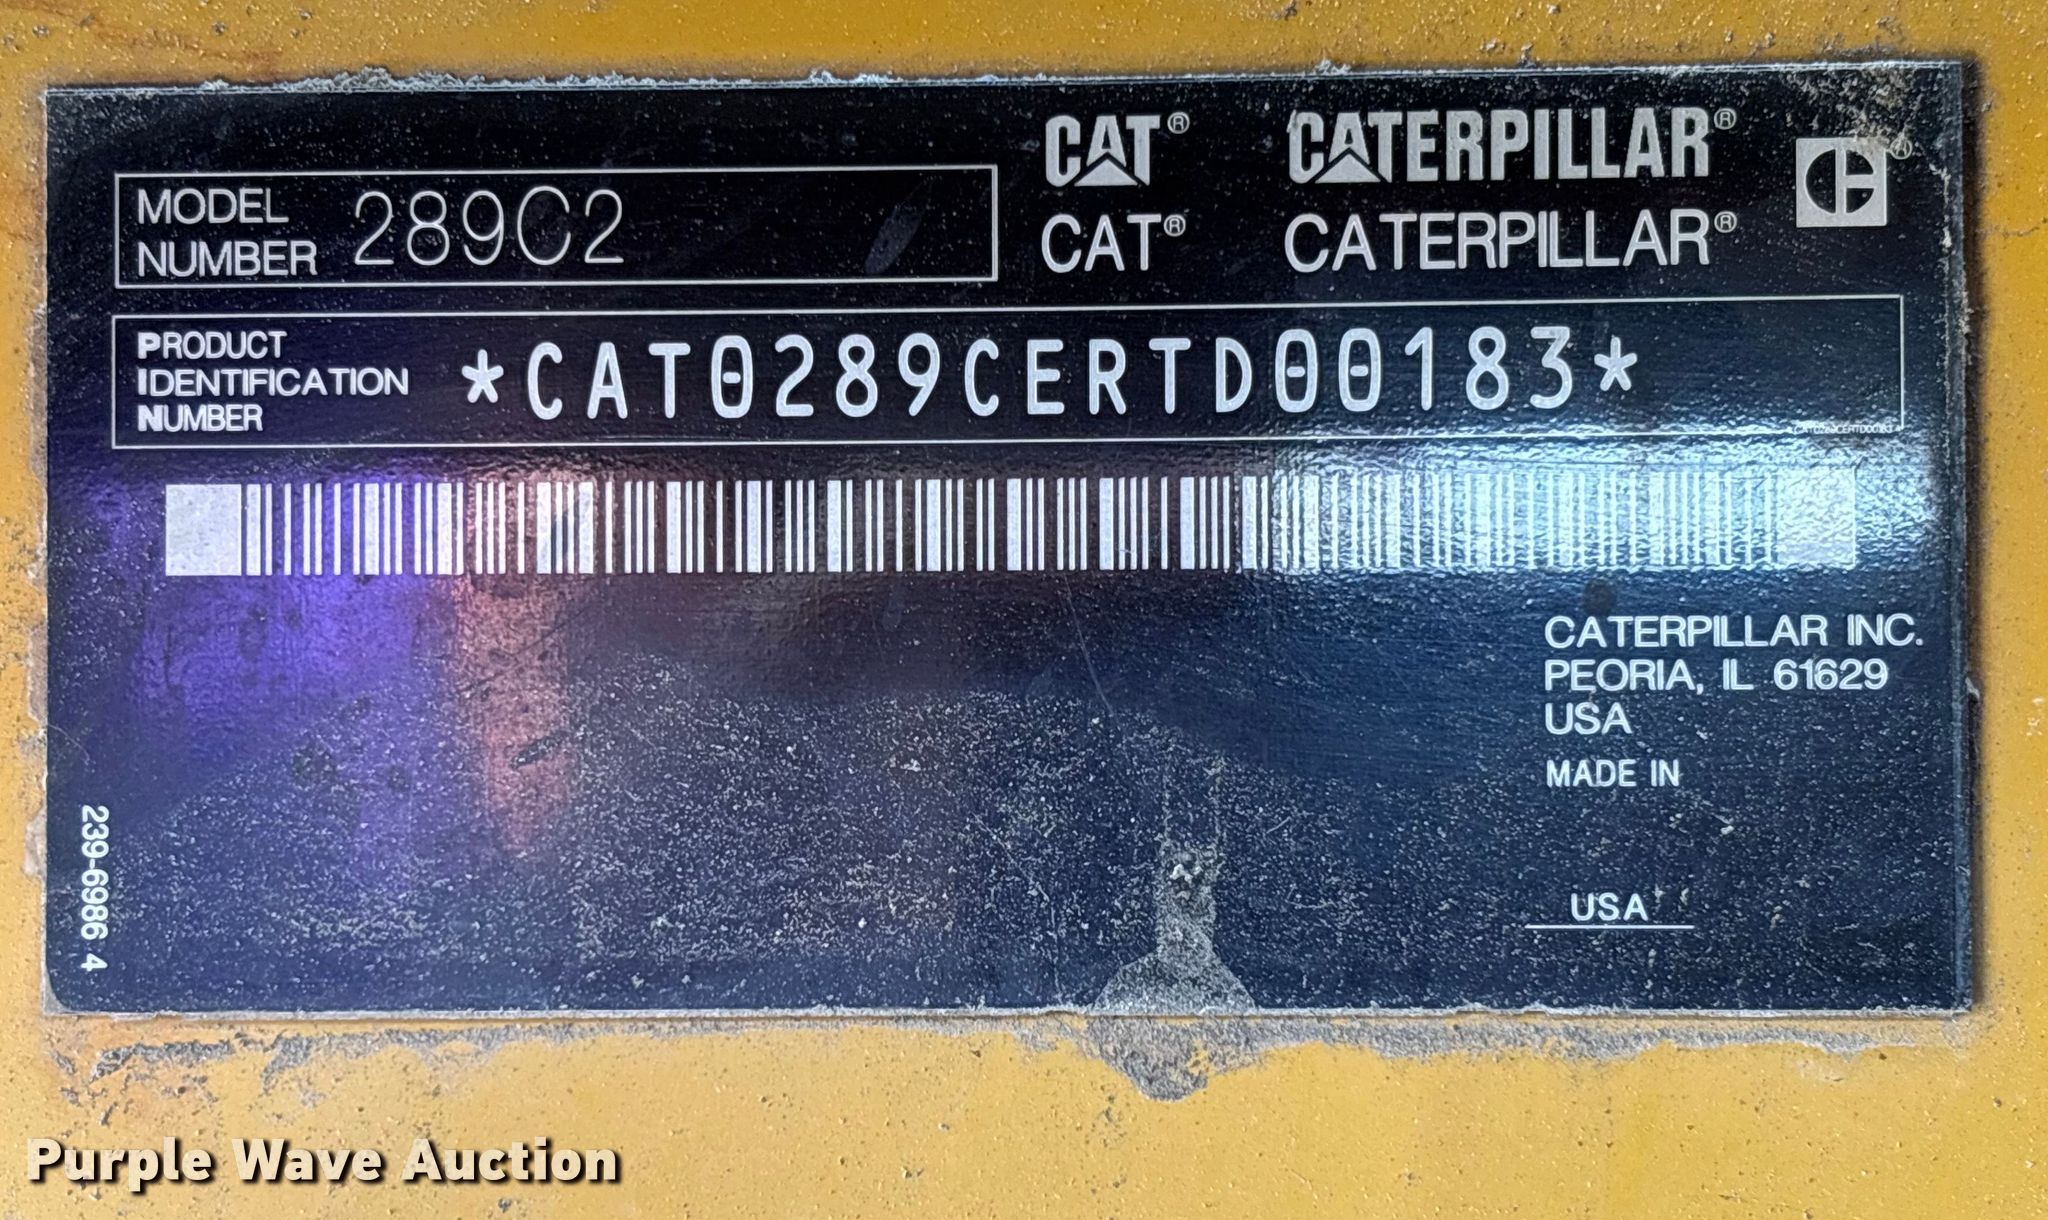 CAT® CATERPILLAR®
MODEL
NUMBER 289C2
CAT® CATERPILLAR®
PRODUCT
IDENTIFICATION
NUMBER
*CAT0289CERTD00183*
*CAT0289CERTD00183*
CATERPILLAR INC.
PEORIA, IL 61629
USA
MADE IN
USA
239-6986 4
Purple Wave Auction